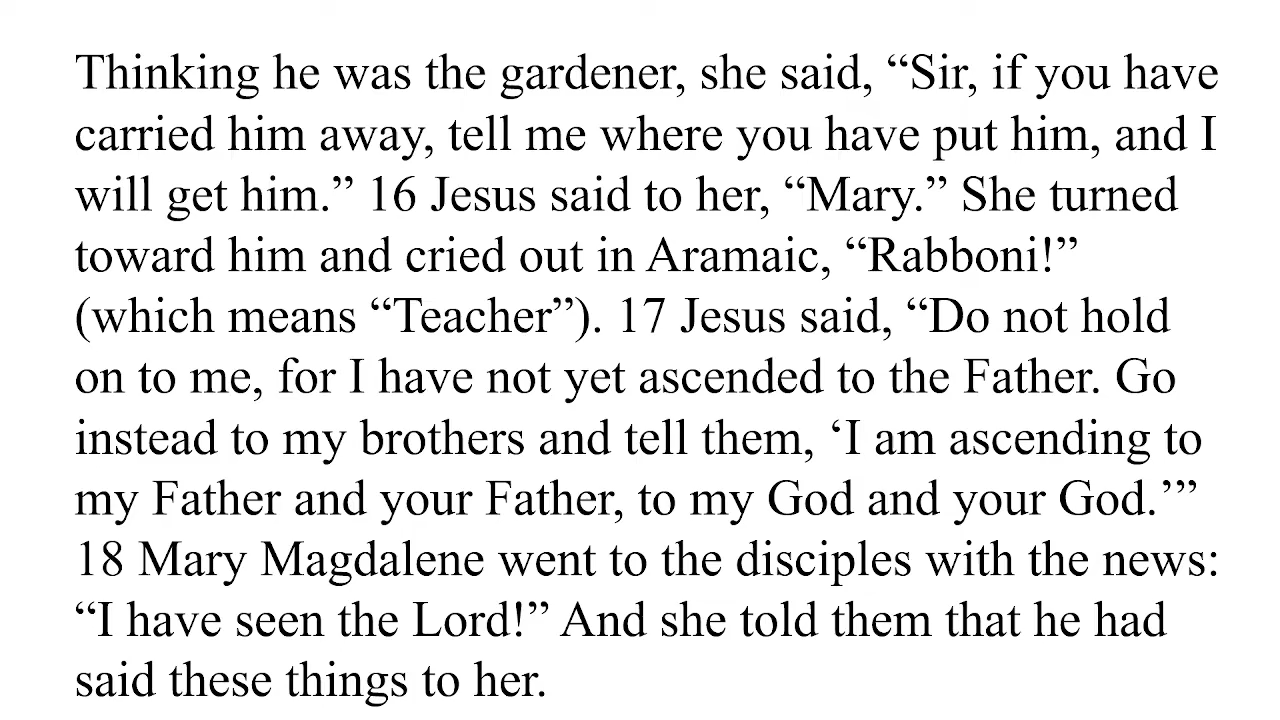 Thinking he was the gardener, she said, “Sir, if you have
carried him away, tell me where you have put him, and I
will get him.” 16 Jesus said to her, “Mary.” She turned
toward him and cried out in Aramaic, “Rabboni!”
(which means “Teacher”). 17 Jesus said, “Do not hold
on to me, for I have not yet ascended to the Father. Go
instead to my brothers and tell them, ‘I am ascending to
my Father and your Father, to my God and your God.’”
18 Mary Magdalene went to the disciples with the news:
“I have seen the Lord!” And she told them that he had
said these things to her.